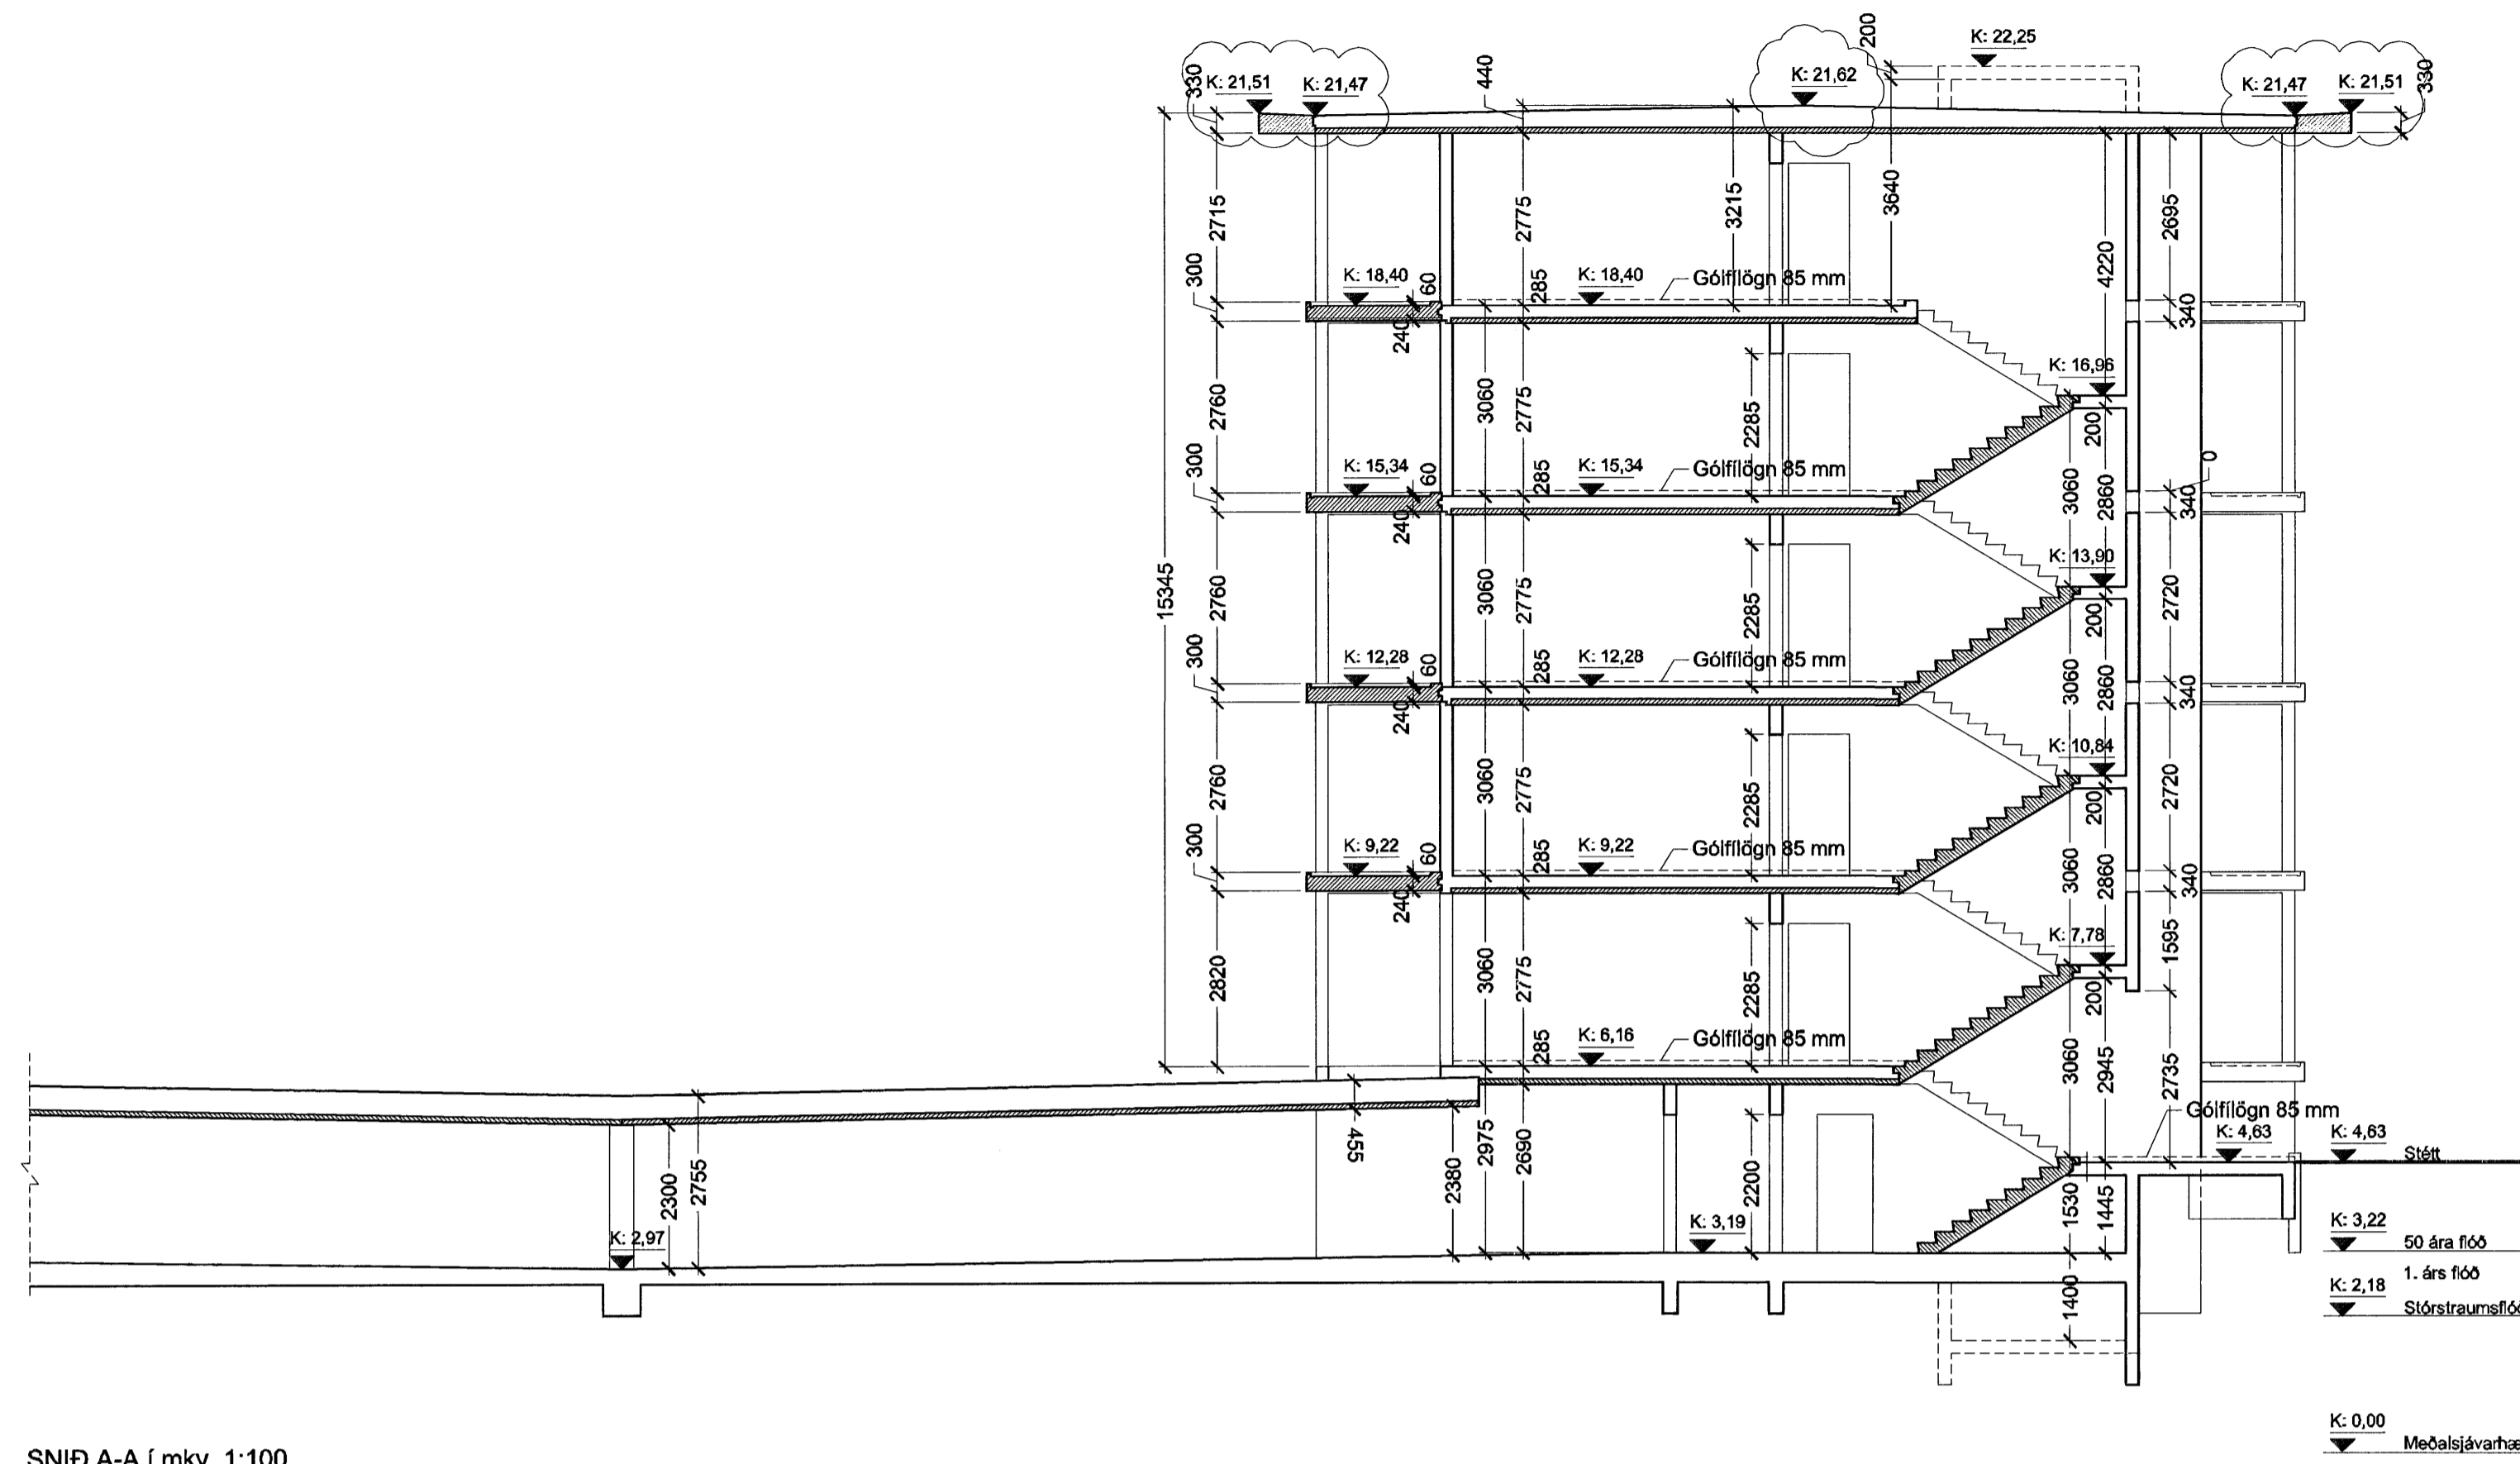 200
K: 22,25
K: 21,51
K: 21,47
K: 21,62
K: 21,47
K: 21,51
330
440
330
2715
2775
3215
3640
4220
2695
300
K: 18,40
60
285
K: 18,40
Gólfílögn 85 mm
340
240
K: 16,96
2760
3060
2775
2285
200
300
K: 15,34
60
285
K: 15,34
Gólfílögn 85 mm
3060
2860
340
0
240
K: 13,90
15345
2760
3060
2775
2285
200
2720
300
K: 12,28
60
285
K: 12,28
Gólfílögn 85 mm
3060
2860
340
240
K: 10,84
2760
3060
2775
2285
200
2720
300
K: 9,22
60
285
K: 9,22
Gólfílögn 85 mm
3060
2860
340
240
K: 7,78
1595
2820
3060
2775
2285
200
285
K: 6,16
Gólfílögn 85 mm
3060
2945
2735
Gólfílögn 85 mm
K: 4,63
K: 4,63
Stétt
455
2300
2755
2380
2975
2690
2200
1530
1445
K: 2,97
K: 3,19
K: 3,22
50 ára flóð
1. árs flóð
K: 2,18
Stórstraumsfló
1400
K: 0,00
Meðalsjávarhæ
SNIÐ A-A í mkv. 1:100